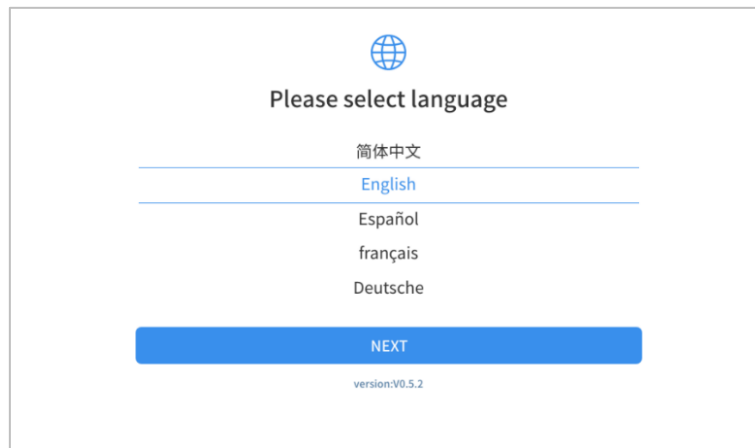 Please select language
简体中文
English
Español
français
Deutsche
NEXT
version:V0.5.2